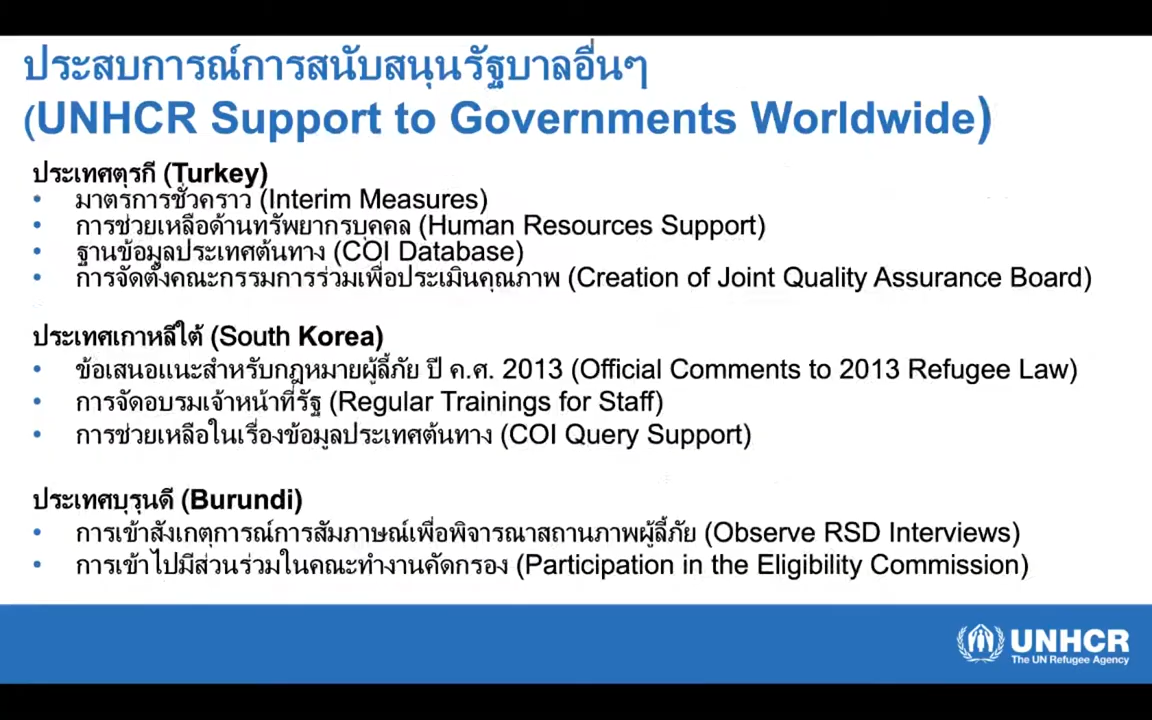 ประสบการณ์การสนับสนุนรัฐบาลอื่นๆ
(UNHCR Support to Governments Worldwide)
ประเทศตุรกี (Turkey)
• มาตรการชั่วคราว (Interim Measures)
• การช่วยเหลือด้านทรัพยากรบุคคล (Human Resources Support)
• ฐานข้อมูลประเทศต้นทาง (COI Database)
• การจัดตั้งคณะกรรมการร่วมเพื่อประเมินคุณภาพ (Creation of Joint Quality Assurance Board)
ประเทศเกาหลีใต้ (South Korea)
• ข้อเสนอแนะสำหรับกฎหมายผู้ลี้ภัย ปี ค.ศ. 2013 (Official Comments to 2013 Refugee Law)
• การจัดอบรมเจ้าหน้าที่รัฐ (Regular Trainings for Staff)
• การช่วยเหลือในเรื่องข้อมูลประเทศต้นทาง (COI Query Support)
ประเทศบุรุนดี (Burundi)
• การเข้าสังเกตุการณ์การสัมภาษณ์เพื่อพิจารณาสถานภาพผู้ลี้ภัย (Observe RSD Interviews)
• การเข้าไปมีส่วนร่วมในคณะทำงานคัดกรอง (Participation in the Eligibility Commission)
UNHCR
The UN Refugee Agency